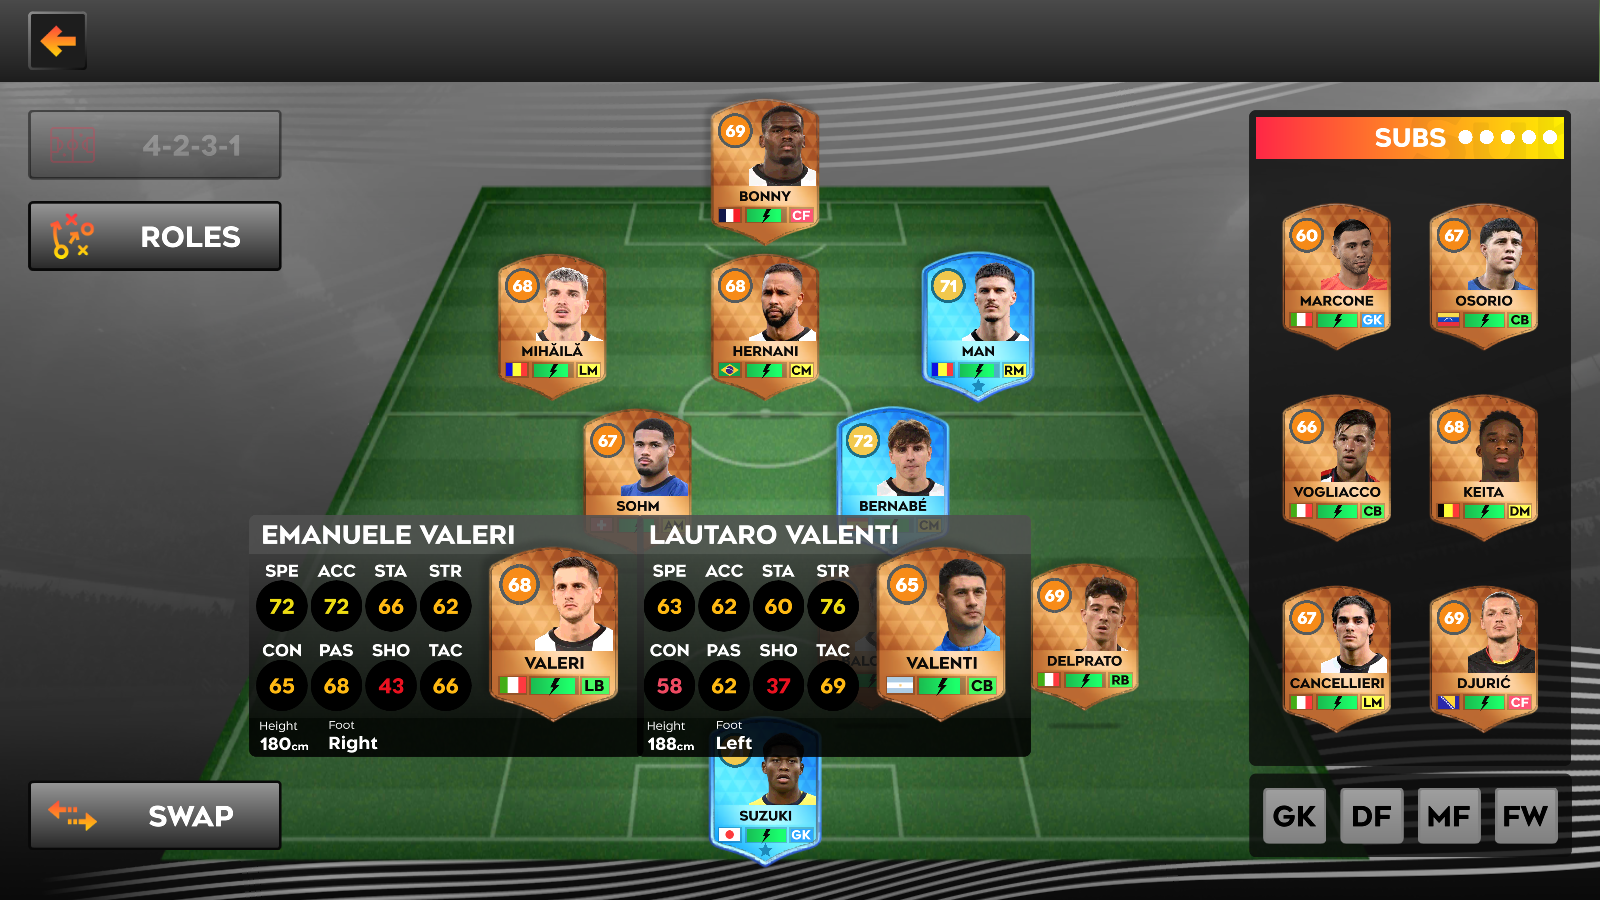 4-2-3-1
ROLES
SWAP
69
BONNY
CF
68
MIHĂILĂ
LM
68
HERNANI
CM
71
MAN
RM
67
SOHM
AM
72
BERNABÉ
CM
EMANUELE VALERI
SPE ACC STA STR
72 72 66 62
CON PAS SHO TAC
65 68 43 66
Height Foot
180cm Right
68
VALERI
LB
LAUTARO VALENTI
SPE ACC STA STR
63 62 60 76
CON PAS SHO TAC
58 62 37 69
Height Foot
188cm Left
65
VALENTI
CB
69
DELPRATO
RB
SUZUKI
GK
SUBS
60
MARCONE
GK
67
OSORIO
CB
66
VOGLIACCO
CB
68
KEITA
DM
67
CANCELLIERI
LM
69
DJURIĆ
CF
GK DF MF FW